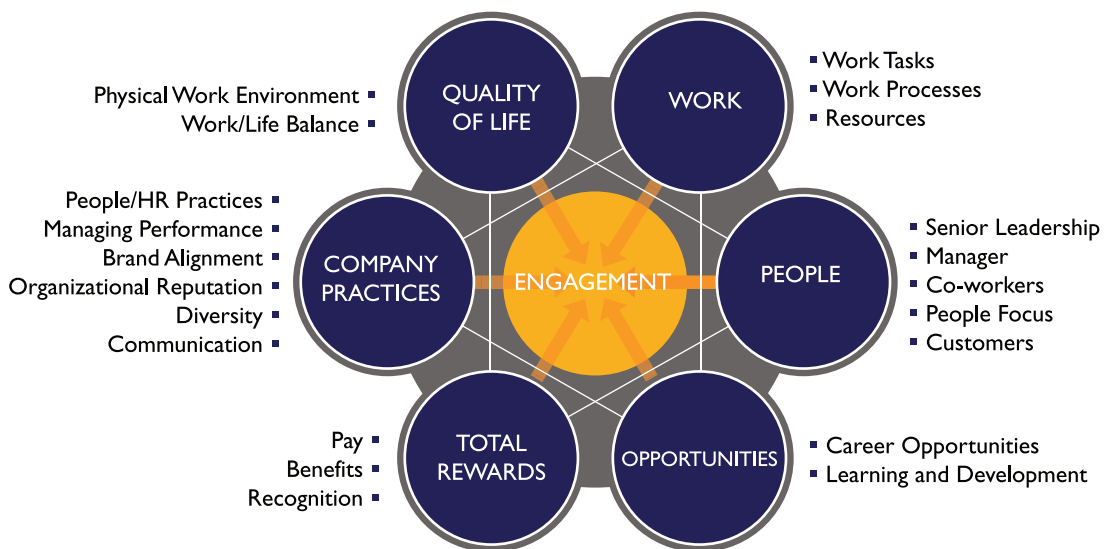 QUALITY
OF LIFE
Physical Work Environment
Work/Life Balance
WORK
Work Tasks
Work Processes
Resources
COMPANY
PRACTICES
People/HR Practices
Managing Performance
Brand Alignment
Organizational Reputation
Diversity
Communication
ENGAGEMENT
PEOPLE
Senior Leadership
Manager
Co-workers
People Focus
Customers
TOTAL
REWARDS
Pay
Benefits
Recognition
OPPORTUNITIES
Career Opportunities
Learning and Development